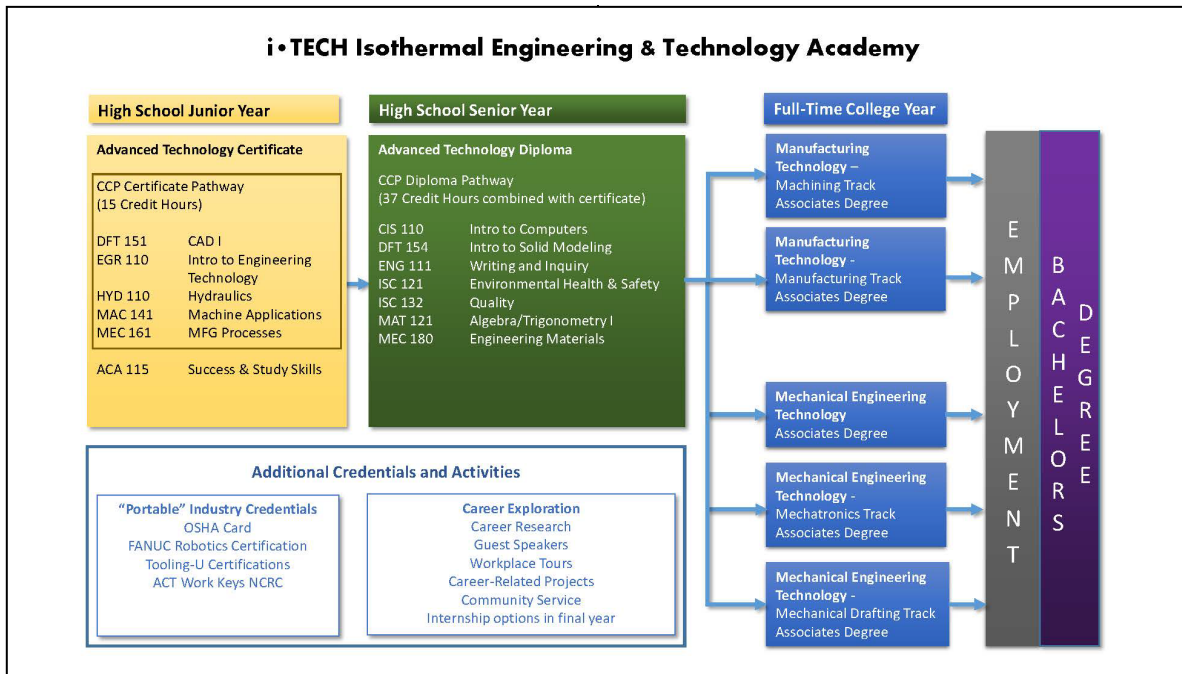 i•TECH Isothermal Engineering & Technology Academy
High School Junior Year
Advanced Technology Certificate
CCP Certificate Pathway
(15 Credit Hours)
DFT 151 CAD I
EGR 110 Intro to Engineering
Technology
HYD 110 Hydraulics
MAC 141 Machine Applications
MEC 161 MFG Processes
ACA 115 Success & Study Skills
High School Senior Year
Advanced Technology Diploma
CCP Diploma Pathway
(37 Credit Hours combined with certificate)
CIS 110 Intro to Computers
DFT 154 Intro to Solid Modeling
ENG 111 Writing and Inquiry
ISC 121 Environmental Health & Safety
ISC 132 Quality
MAT 121 Algebra/Trigonometry I
MEC 180 Engineering Materials
Full-Time College Year
Manufacturing
Technology –
Machining Track
Associates Degree
Manufacturing
Technology -
Manufacturing Track
Associates Degree
Mechanical Engineering
Technology
Associates Degree
Mechanical Engineering
Technology -
Mechatronics Track
Associates Degree
Mechanical Engineering
Technology -
Mechanical Drafting Track
Associates Degree
EMPLOYMENT
BACHELORS
DEGREE
Additional Credentials and Activities
“Portable” Industry Credentials
OSHA Card
FANUC Robotics Certification
Tooling-U Certifications
ACT Work Keys NCRC
Career Exploration
Career Research
Guest Speakers
Workplace Tours
Career-Related Projects
Community Service
Internship options in final year